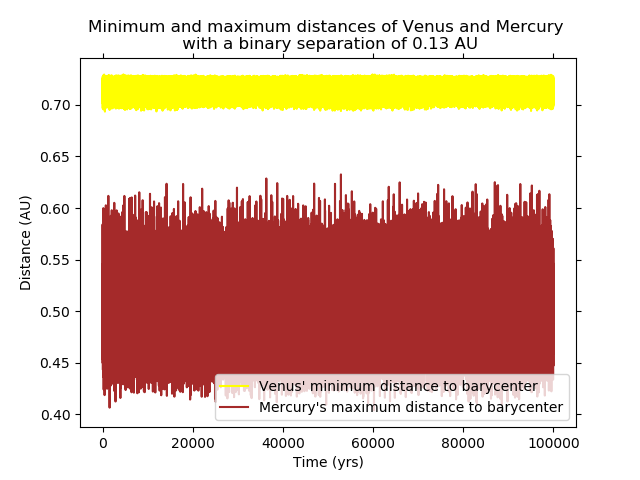 Minimum and maximum distances of Venus and Mercury
with a binary separation of 0.13 AU
0.70
0.65
0.60
0.55
0.50
0.45
0.40
Distance (AU)
Venus' minimum distance to barycenter
Mercury's maximum distance to barycenter
0 20000 40000 60000 80000 100000
Time (yrs)